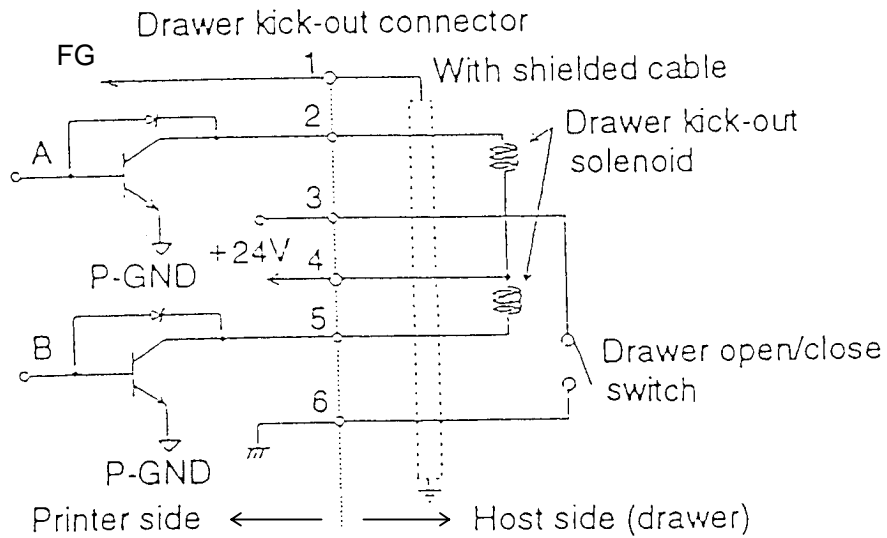 Drawer kick-out connector
FG
1
With shielded cable
2
Drawer kick-out
solenoid
A
3
+24V
4
P-GND
5
B
Drawer open/close
switch
6
P-GND
Printer side
Host side (drawer)